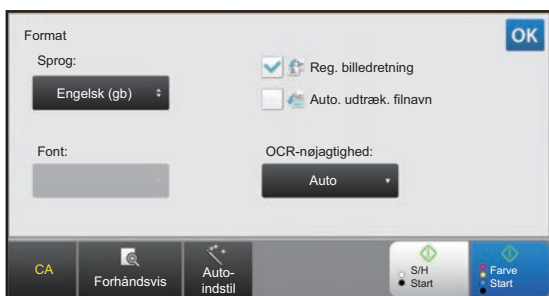 Format
OK
Sprog:
Reg. billedretning
Engelsk (gb)
Auto. udtræk. filnavn
Font:
OCR-nøjagtighed:
Auto
CA
Forhåndsvis
Auto-
indstil
S/H
Start
Farve
Start